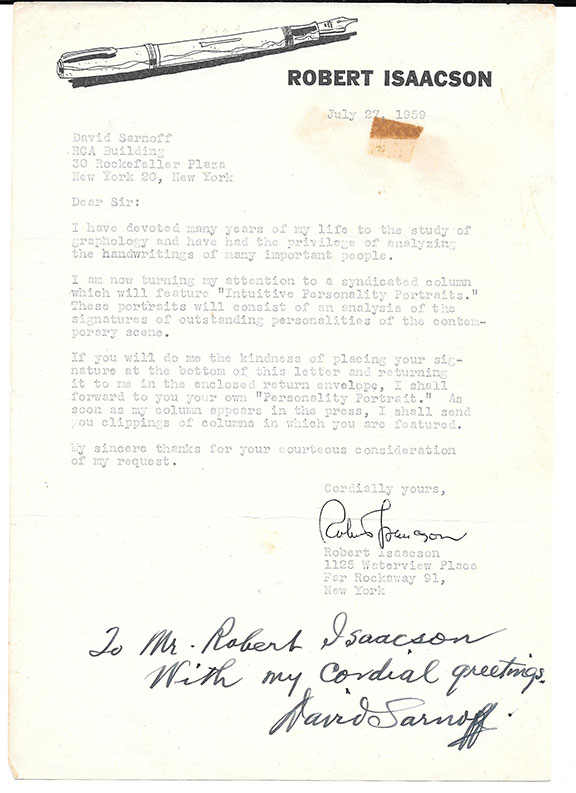 ROBERT ISAACSON
July 27, 1959
David Sarnoff
RCA Building
30 Rockefeller Plaza
New York 20, New York
Dear Sir:
I have devoted many years of my life to the study of
graphology and have had the privilege of analyzing
the handwritings of many important people.
I am now turning my attention to a syndicated column
which will feature "Intuitive Personality Portraits."
These portraits will consist of an analysis of the
signatures of outstanding personalities of the contem-
porary scene.
If you will do me the kindness of placing your sig-
nature at the bottom of this letter and returning
it to me in the enclosed return envelope, I shall
forward to you your own "Personality Portrait." As
soon as my column appears in the press, I shall send
you clippings of columns in which you are featured.
My sincere thanks for your courteous consideration
of my request.
Cordially yours,
Robert Isaacson
Robert Isaacson
1125 Waterview Place
Far Rockaway 91,
New York
To Mr. Robert Isaacson
With my cordial greetings.
David Sarnoff.